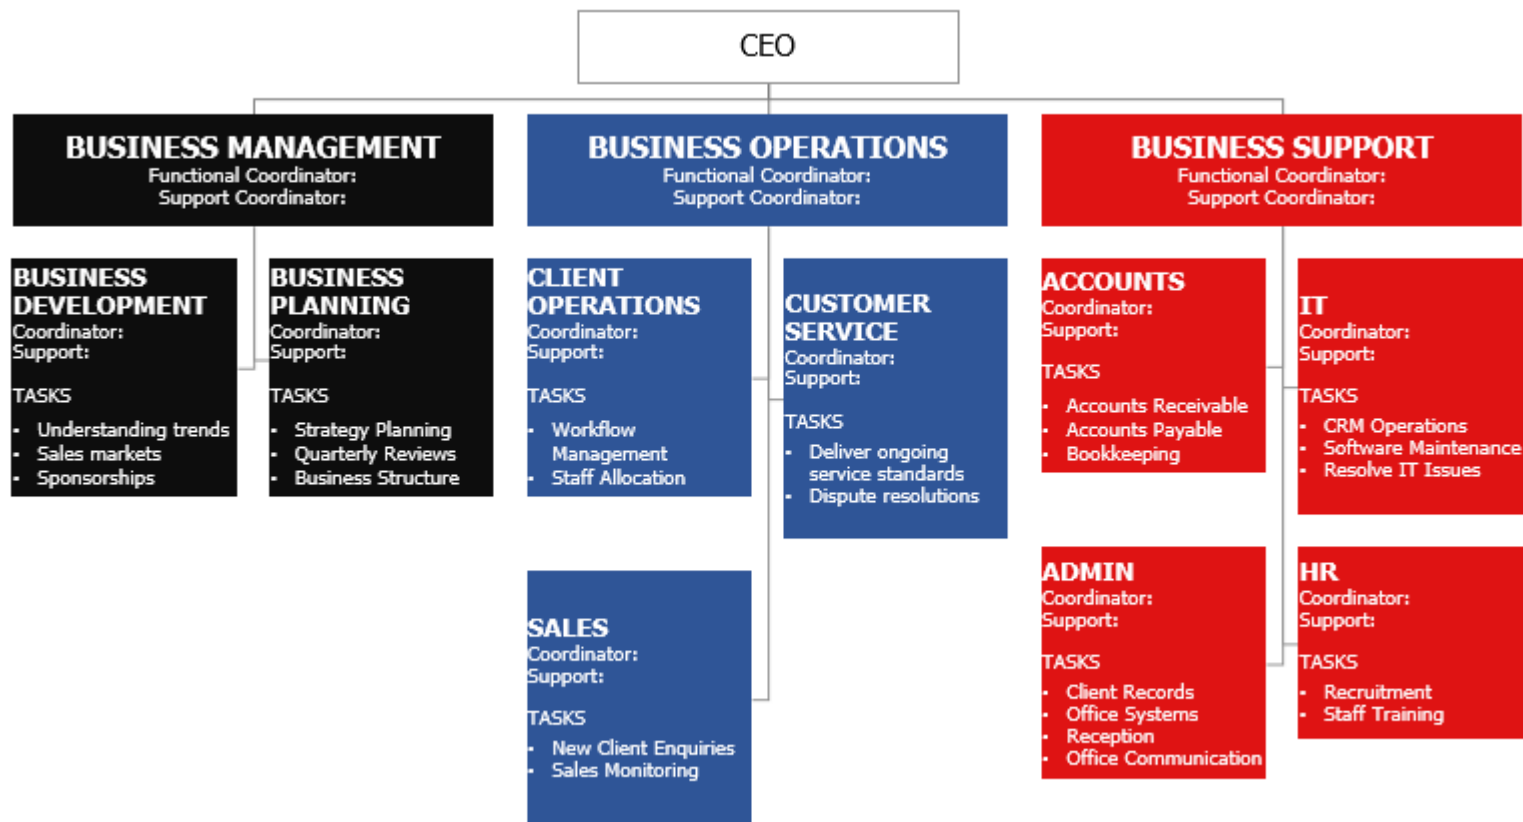 CEO
BUSINESS MANAGEMENT
Functional Coordinator:
Support Coordinator:
BUSINESS OPERATIONS
Functional Coordinator:
Support Coordinator:
BUSINESS SUPPORT
Functional Coordinator:
Support Coordinator:
BUSINESS
DEVELOPMENT
Coordinator:
Support:
TASKS
▪ Understanding trends
▪ Sales markets
▪ Sponsorships
BUSINESS
PLANNING
Coordinator:
Support:
TASKS
▪ Strategy Planning
▪ Quarterly Reviews
▪ Business Structure
CLIENT
OPERATIONS
Coordinator:
Support:
TASKS
▪ Workflow
Management
▪ Staff Allocation
CUSTOMER
SERVICE
Coordinator:
Support:
TASKS
▪ Deliver ongoing
service standards
▪ Dispute resolutions
SALES
Coordinator:
Support:
TASKS
▪ New Client Enquiries
▪ Sales Monitoring
ACCOUNTS
Coordinator:
Support:
TASKS
▪ Accounts Receivable
▪ Accounts Payable
▪ Bookkeeping
IT
Coordinator:
Support:
TASKS
▪ CRM Operations
▪ Software Maintenance
▪ Resolve IT Issues
ADMIN
Coordinator:
Support:
TASKS
▪ Client Records
▪ Office Systems
▪ Reception
▪ Office Communication
HR
Coordinator:
Support:
TASKS
▪ Recruitment
▪ Staff Training